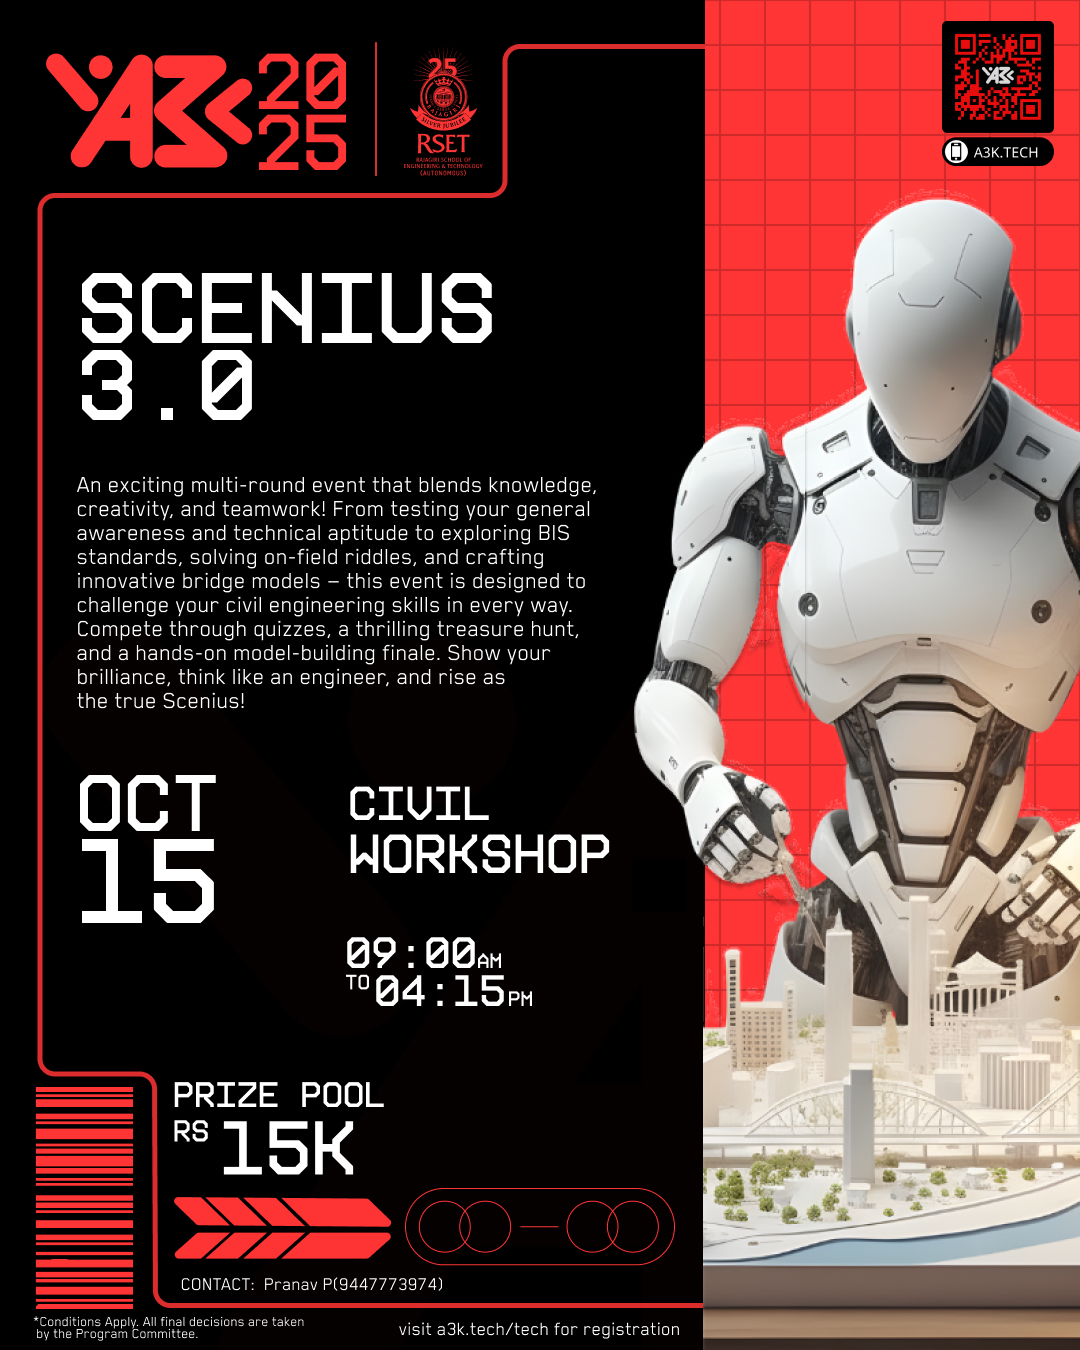 YA3K 2025
25
RAJAGIRI
SILVER JUBILEE
RSET
RAJAGIRI SCHOOL OF
ENGINEERING & TECHNOLOGY
(AUTONOMOUS)
YA3K
A3K.TECH
SCENIUS
3.0
An exciting multi-round event that blends knowledge,
creativity, and teamwork! From testing your general
awareness and technical aptitude to exploring BIS
standards, solving on-field riddles, and crafting
innovative bridge models – this event is designed to
challenge your civil engineering skills in every way.
Compete through quizzes, a thrilling treasure hunt,
and a hands-on model-building finale. Show your
brilliance, think like an engineer, and rise as
the true Scenius!
OCT
15
CIVIL
WORKSHOP
09:00AM
TO 04:15PM
PRIZE POOL
RS 15K
CONTACT: Pranav P(9447773974)
*Conditions Apply. All final decisions are taken
by the Program Committee.
visit a3k.tech/tech for registration